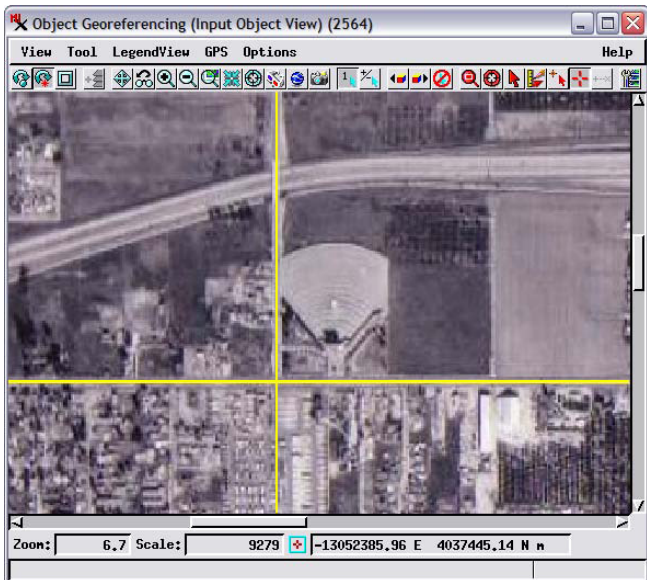 Object Georeferencing (Input Object View) (2564)
View Tool LegendView GPS Options Help
1
Zoom: 6.7 Scale: 9279 -13052385.96 E 4037445.14 N m